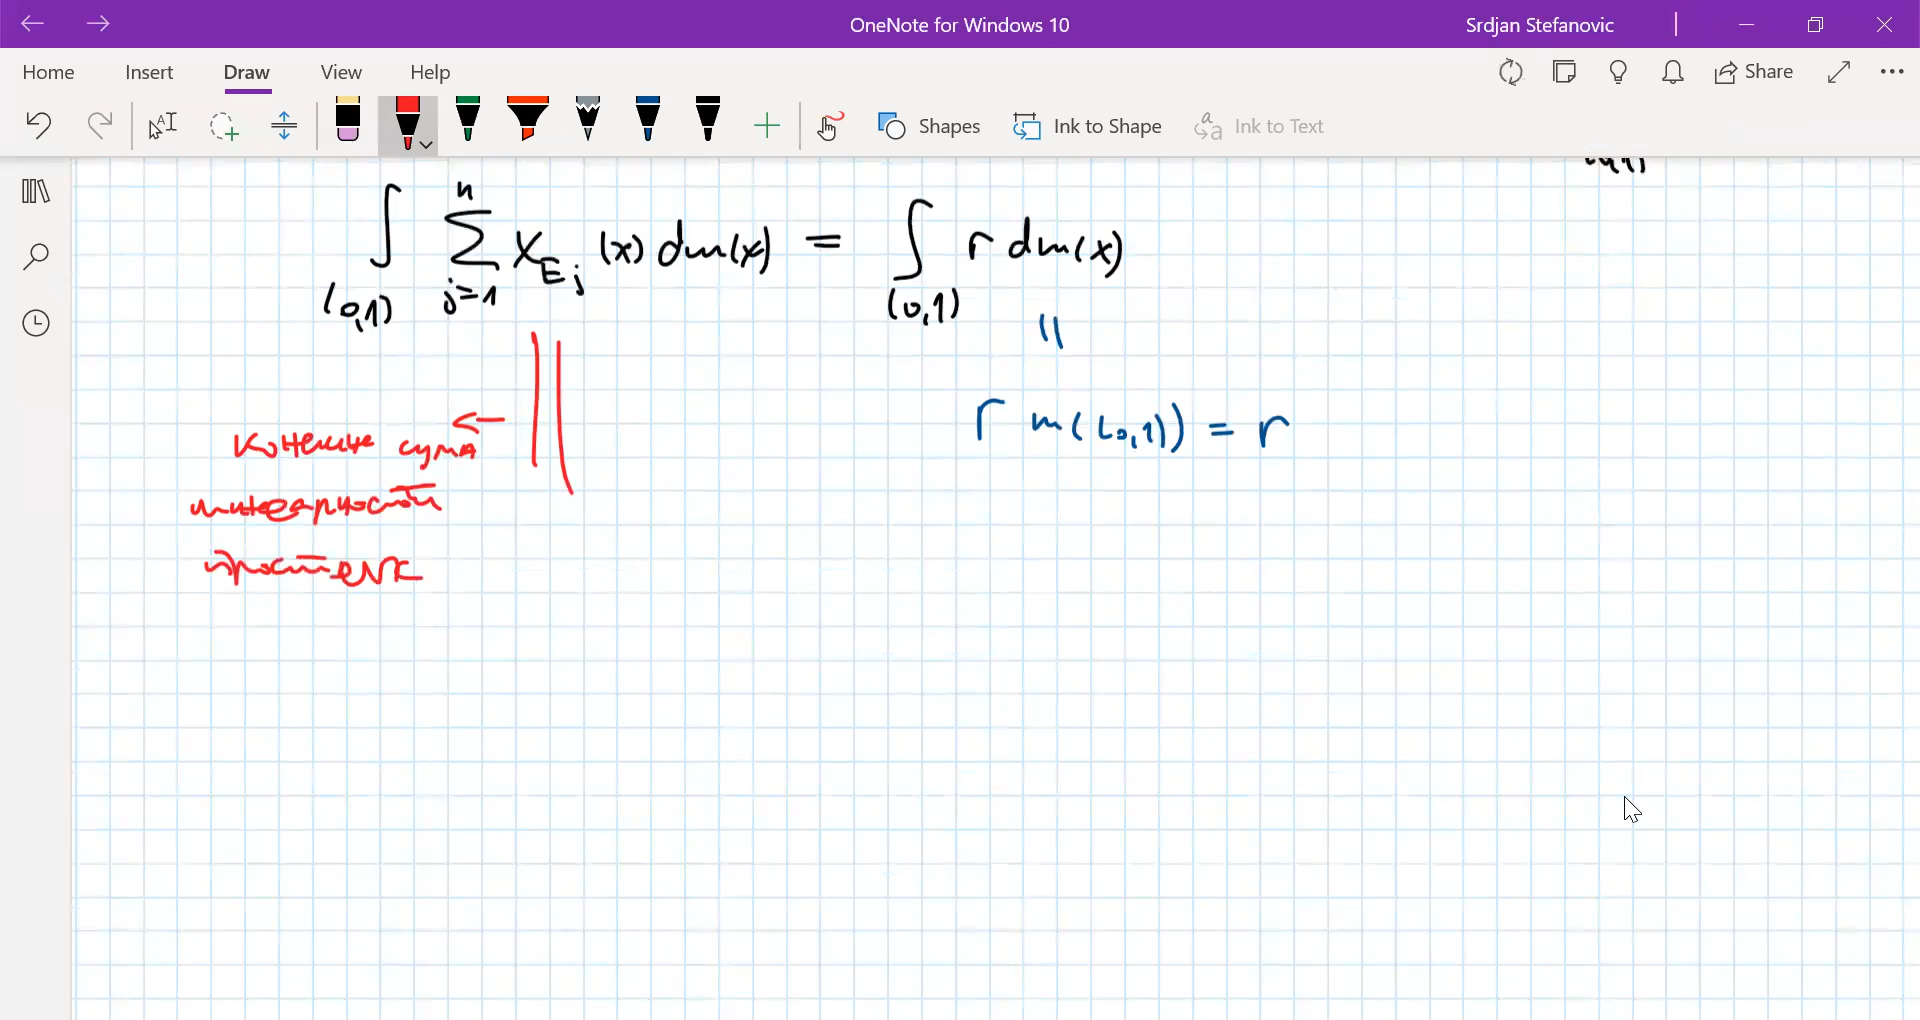 OneNote for Windows 10
Srdjan Stefanovic
Home Insert Draw View Help
Share
Shapes Ink to Shape Ink to Text
∫_{(0,1)} ∑_{j=1}^{n} χ_{E_j} (x) dm(x) = ∫_{(0,1)} r dm(x)
||
r m((0,1)) = r
← коначна сума
линеарност